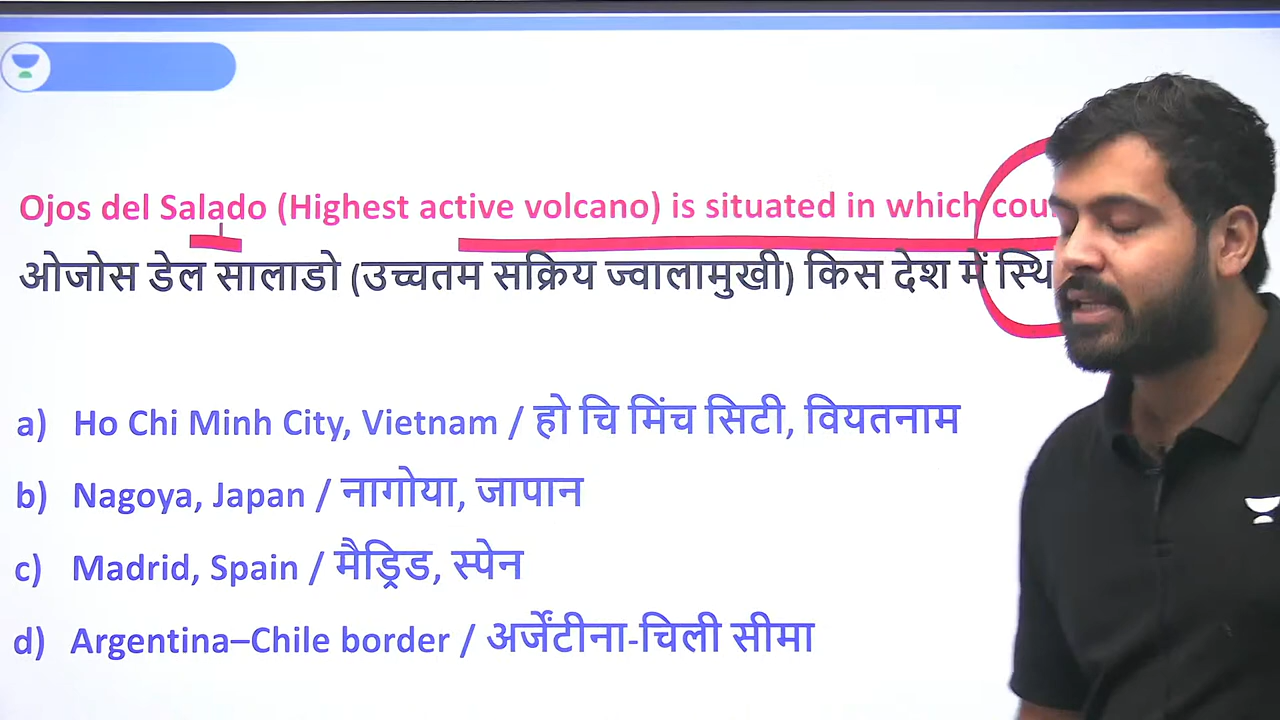 Ojos del Salado (Highest active volcano) is situated in which
ओजोस डेल सालाडो (उच्चतम सक्रिय ज्वालामुखी) किस देश में
a) Ho Chi Minh City, Vietnam / हो चि मिंच सिटी, वियतनाम
b) Nagoya, Japan / नागोया, जापान
c) Madrid, Spain / मैड्रिड, स्पेन
d) Argentina–Chile border / अर्जेंटीना-चिली सीमा